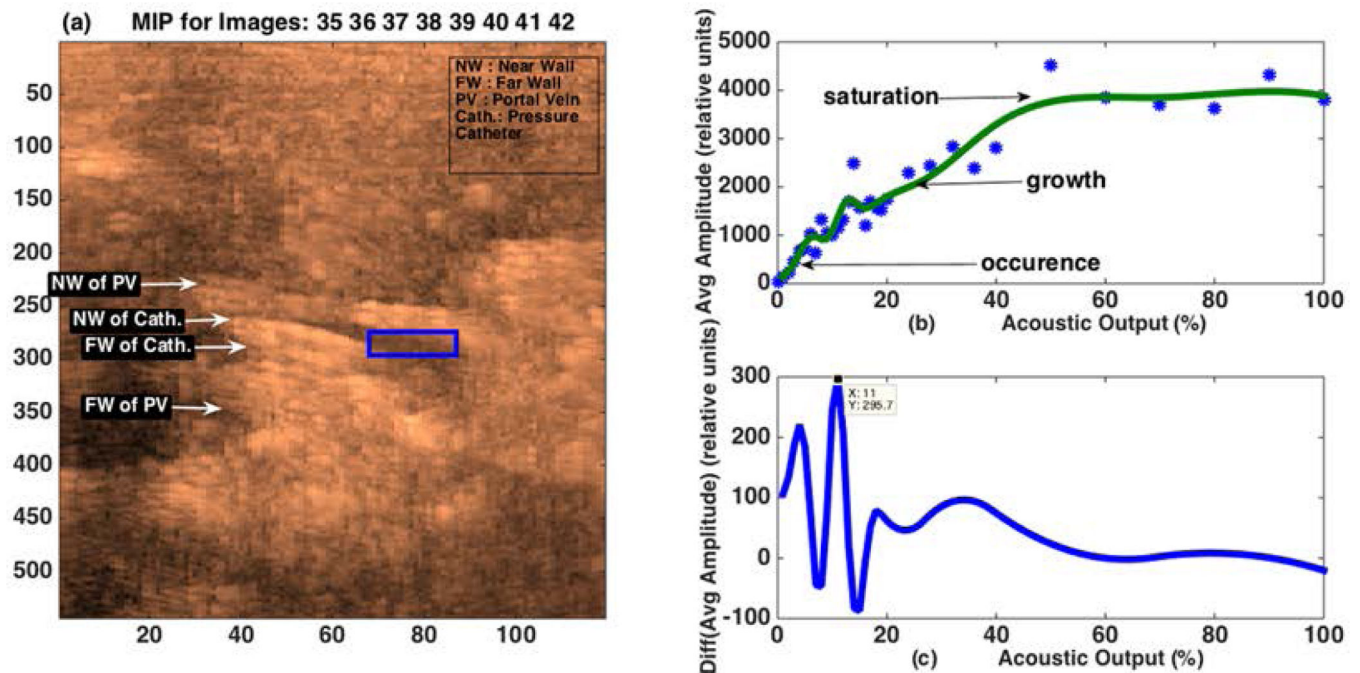 (a) MIP for Images: 35 36 37 38 39 40 41 42
NW : Near Wall
FW : Far Wall
PV : Portal Vein
Cath.: Pressure
Catheter
50
100
150
200
250
300
350
400
450
500
NW of PV
NW of Cath.
FW of Cath.
FW of PV
20 40 60 80 100
Avg Amplitude (relative units)
5000
4000
3000
2000
1000
0
saturation
growth
occurence
0 20 40 60 80 100
(b) Acoustic Output (%)
Diff(Avg Amplitude) (relative units)
300
200
100
0
-100
X: 11
Y: 295.7
0 20 40 60 80 100
(c) Acoustic Output (%)